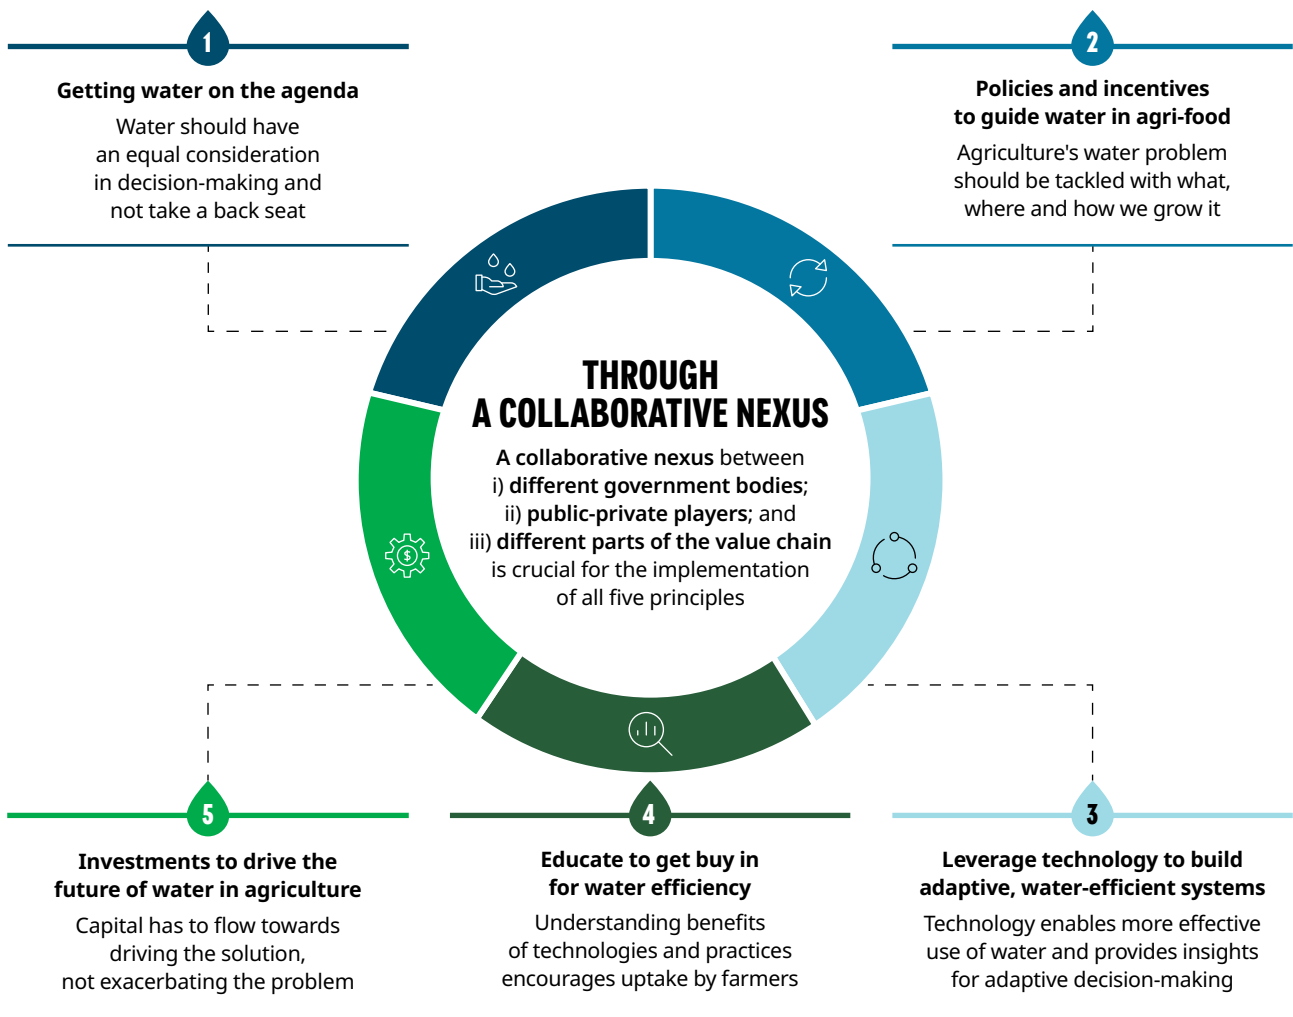 1
Getting water on the agenda
Water should have
an equal consideration
in decision-making and
not take a back seat
2
Policies and incentives
to guide water in agri-food
Agriculture's water problem
should be tackled with what,
where and how we grow it
THROUGH
A COLLABORATIVE NEXUS
A collaborative nexus between
i) different government bodies;
ii) public-private players; and
iii) different parts of the value chain
is crucial for the implementation
of all five principles
$
5
Investments to drive the
future of water in agriculture
Capital has to flow towards
driving the solution,
not exacerbating the problem
4
Educate to get buy in
for water efficiency
Understanding benefits
of technologies and practices
encourages uptake by farmers
3
Leverage technology to build
adaptive, water-efficient systems
Technology enables more effective
use of water and provides insights
for adaptive decision-making